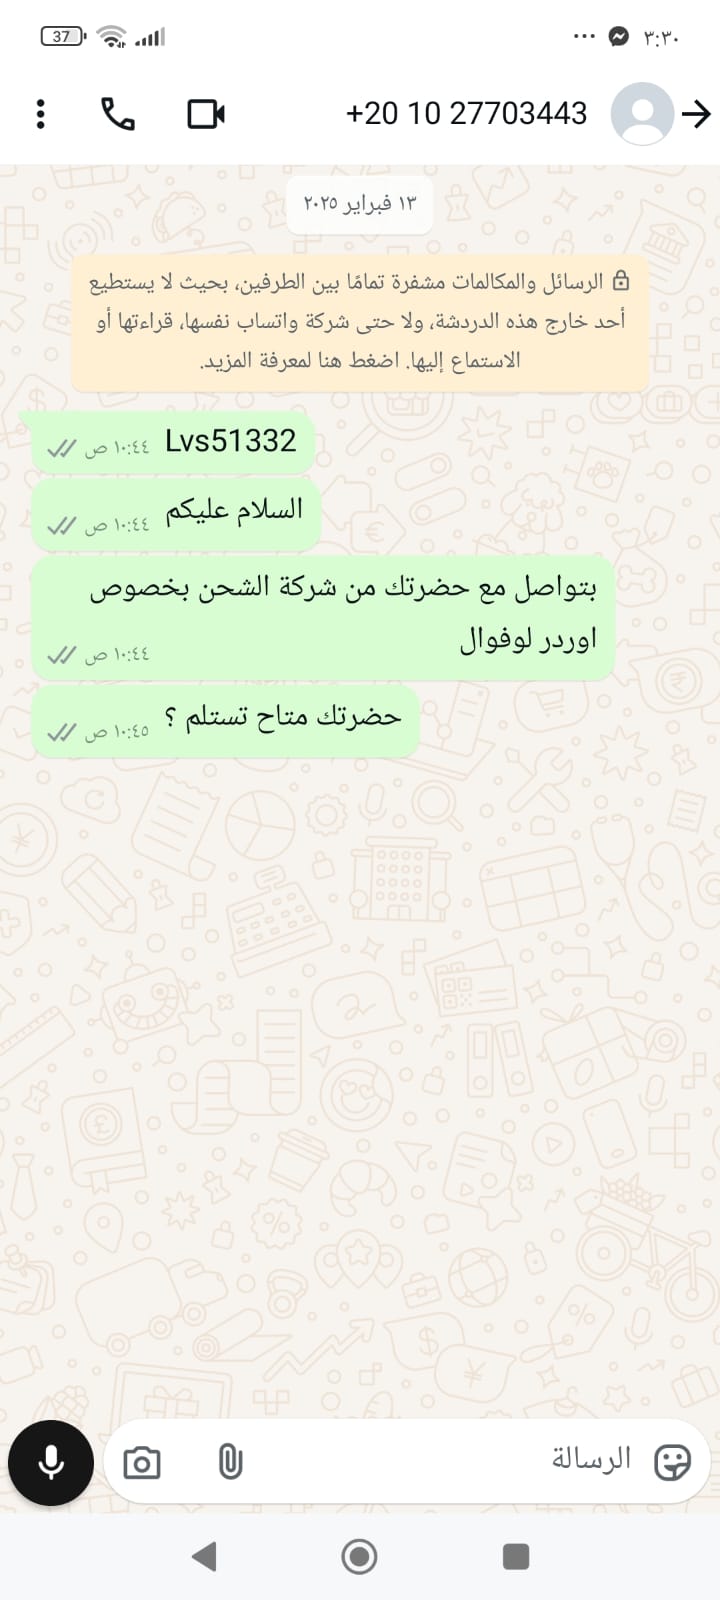 37
٣:٣٠
+20 10 27703443
١٣ فبراير ٢٠٢٥
الرسائل والمكالمات مشفرة تمامًا بين الطرفين، بحيث لا يستطيع
أحد خارج هذه الدردشة، ولا حتى شركة واتساب نفسها، قراءتها أو
الاستماع إليها. اضغط هنا لمعرفة المزيد.
Lvs51332
١٠:٤٤ ص
السلام عليكم
١٠:٤٤ ص
بتواصل مع حضرتك من شركة الشحن بخصوص
اوردر لوفوال
١٠:٤٤ ص
حضرتك متاح تستلم ؟
١٠:٤٥ ص
الرسالة